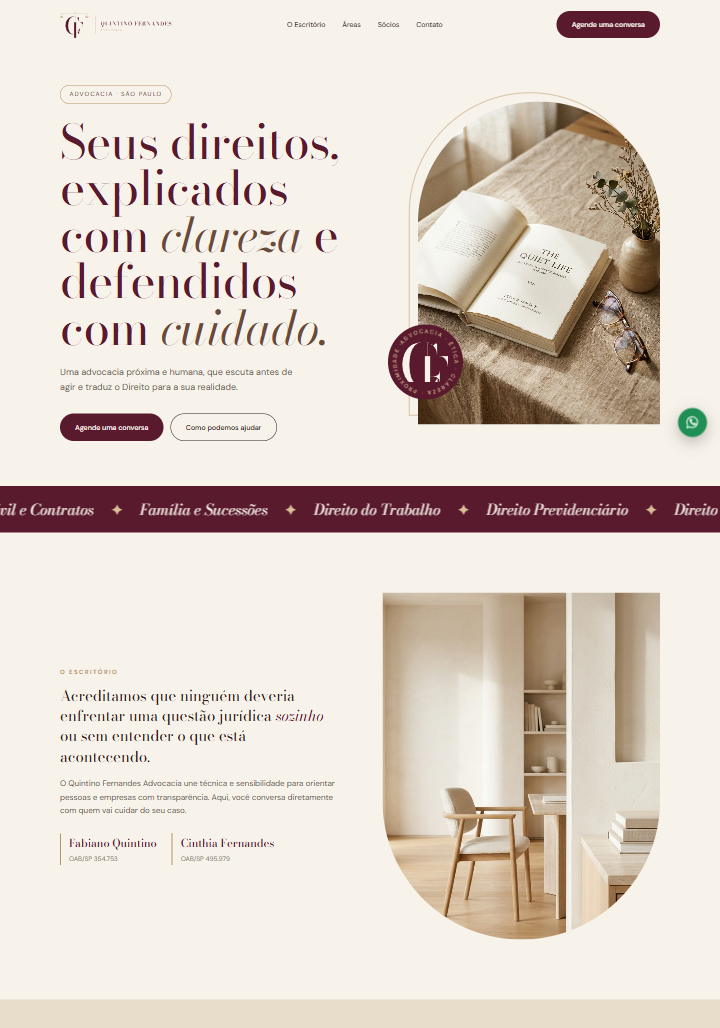 QUINTINO FERNANDES
O Escritório
Áreas
Sócios
Contato
Agende uma conversa
ADVOCACIA · SÃO PAULO
Seus direitos,
explicados
com clareza e
defendidos
com cuidado.
THE
QUIET LIFE
PROXIMIDADE · ADVOCACIA · ÉTICA · CLAREZA ·
Uma advocacia próxima e humana, que escuta antes de
agir e traduz o Direito para a sua realidade.
Agende uma conversa
Como podemos ajudar
vil e Contratos ✦ Família e Sucessões ✦ Direito do Trabalho ✦ Direito Previdenciário ✦ Direito
O ESCRITÓRIO
Acreditamos que ninguém deveria
enfrentar uma questão jurídica sozinho
ou sem entender o que está
acontecendo.
O Quintino Fernandes Advocacia une técnica e sensibilidade para orientar
pessoas e empresas com transparência. Aqui, você conversa diretamente
com quem vai cuidar do seu caso.
Fabiano Quintino
OAB/SP 354.753
Cinthia Fernandes
OAB/SP 495.979